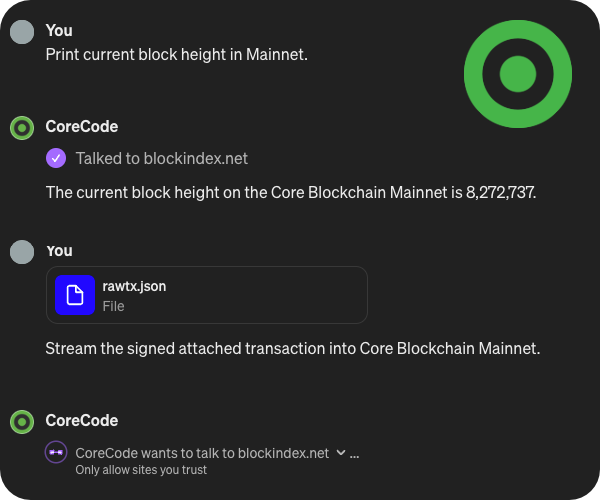 You
Print current block height in Mainnet.
CoreCode
Talked to blockindex.net
The current block height on the Core Blockchain Mainnet is 8,272,737.
You
rawtx.json
File
Stream the signed attached transaction into Core Blockchain Mainnet.
CoreCode
CoreCode wants to talk to blockindex.net ...
Only allow sites you trust